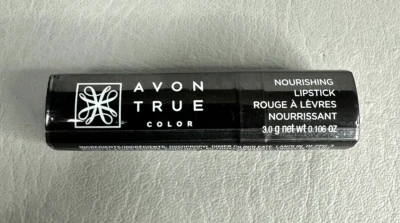 AVON
TRUE
COLOR
NOURISHING
LIPSTICK
ROUGE À LÈVRES
NOURRISSANT
3.0 g net wt 0.106 OZ